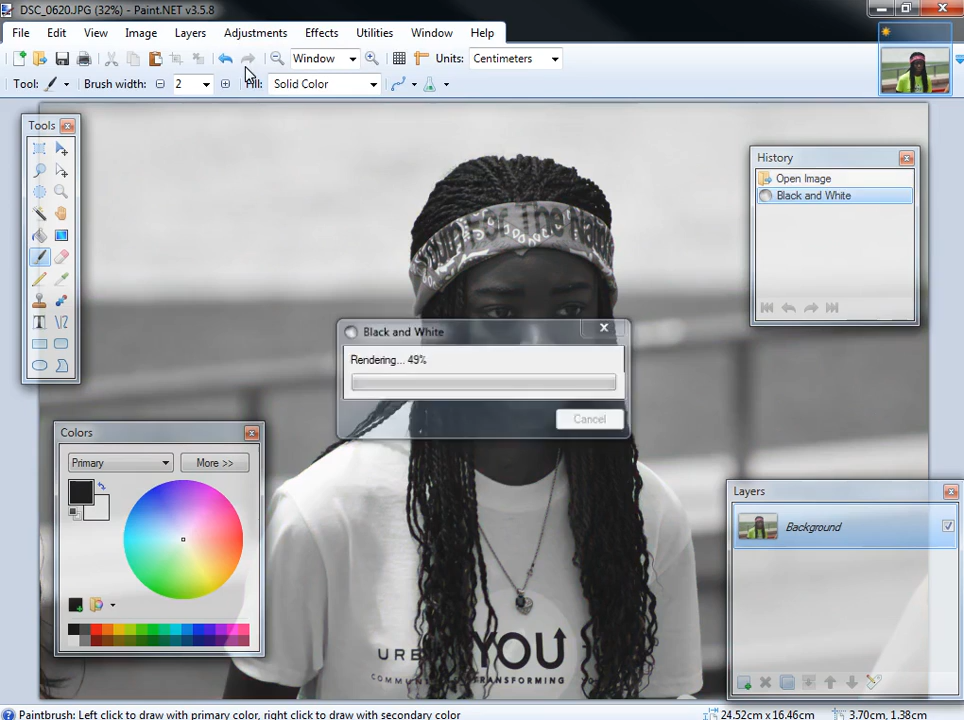 DSC_0620.JPG (32%) - Paint.NET v3.5.8
File Edit View Image Layers Adjustments Effects Utilities Window Help
Window Units: Centimeters
Tool: Brush width: 2 Fill: Solid Color
Tools
History
Open Image
Black and White
The
Black and White
Rendering... 49%
Cancel
Colors
Primary More >>
Layers
Background
YOU
TRANSFORMING
Paintbrush: Left click to draw with primary color, right click to draw with secondary color 24.52cm x 16.46cm 3.70cm, 1.38cm